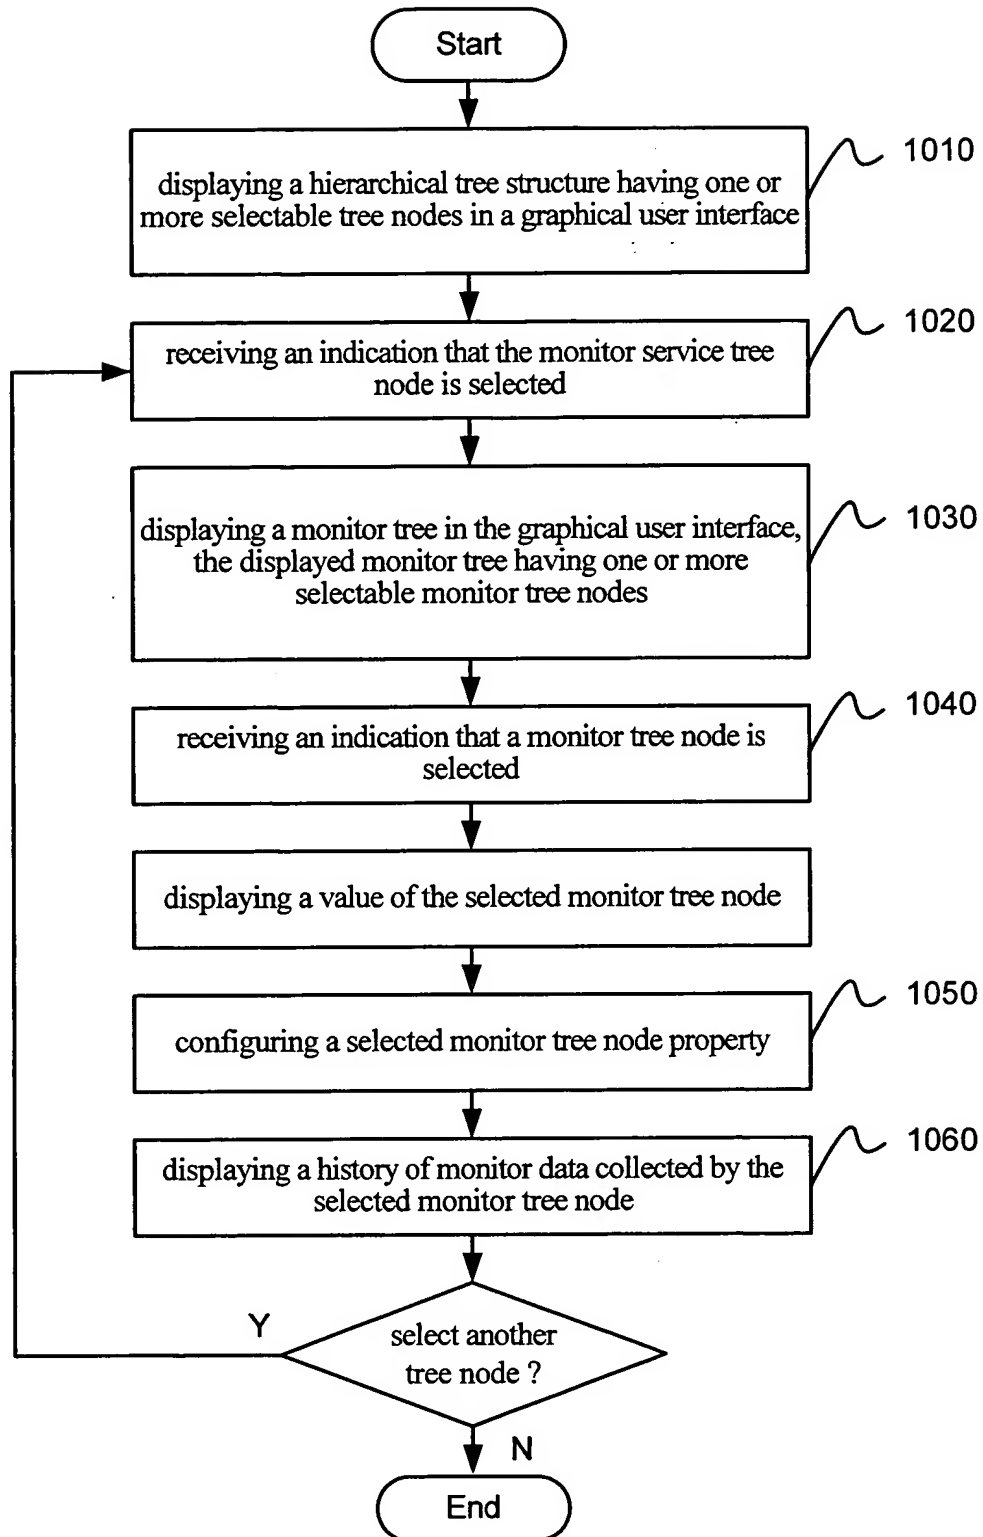 Start
1010
displaying a hierarchical tree structure having one or
more selectable tree nodes in a graphical user interface
1020
receiving an indication that the monitor service tree
node is selected
1030
displaying a monitor tree in the graphical user interface,
the displayed monitor tree having one or more
selectable monitor tree nodes
1040
receiving an indication that a monitor tree node is
selected
displaying a value of the selected monitor tree node
1050
configuring a selected monitor tree node property
1060
displaying a history of monitor data collected by the
selected monitor tree node
Y
select another
tree node ?
N
End